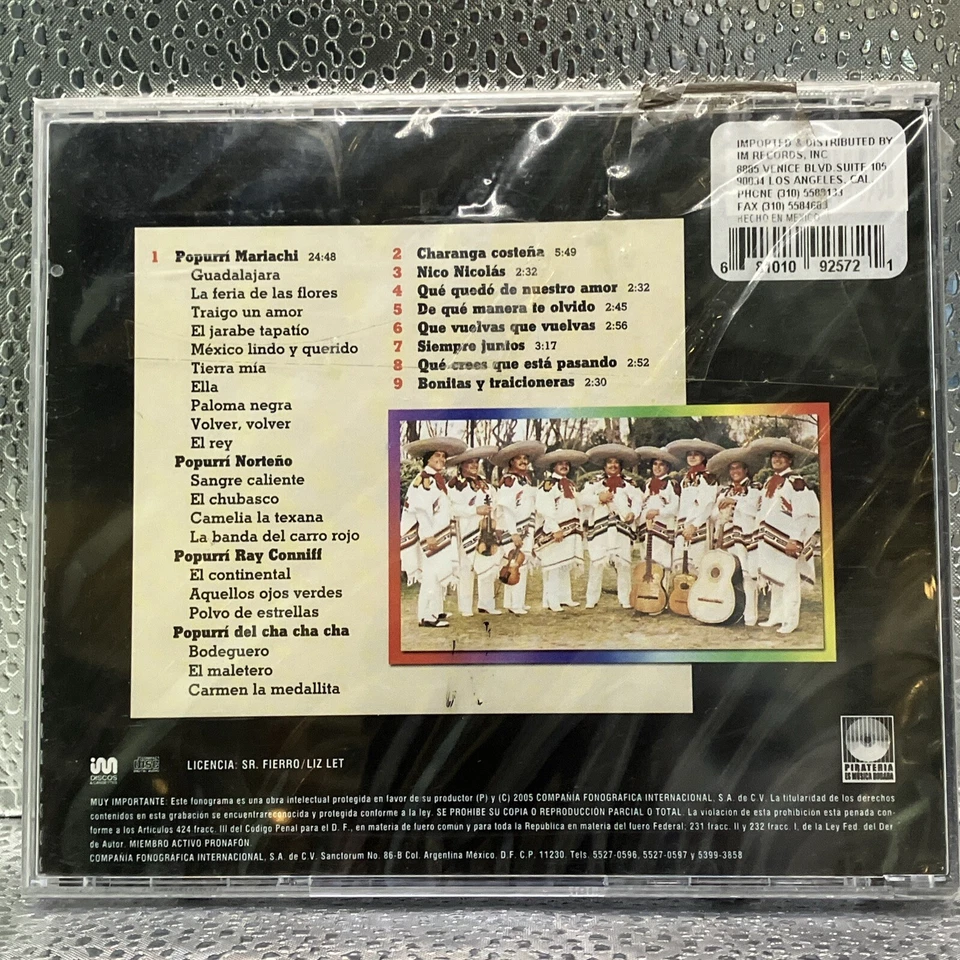 IMPORTED & DISTRIBUTED BY
IM RECORDS, INC
8885 VENICE BLVD SUITE 105
90034 LOS ANGELES, CAL
PHONE (310)
FAX (310) 5584683
HECHO EN MEXICO
6 81010 92572 1
1 Popurrí Mariachi 24:48
Guadalajara
La feria de las flores
Traigo un amor
El jarabe tapatío
México lindo y querido
Tierra mía
Ella
Paloma negra
Volver, volver
El rey
Popurrí Norteño
Sangre caliente
El chubasco
Camelia la texana
La banda del carro rojo
Popurrí Ray Conniff
El continental
Aquellos ojos verdes
Polvo de estrellas
Popurrí del cha cha cha
Bodeguero
El maletero
Carmen la medallita
2 Charanga costeña 5:49
3 Nico Nicolás 2:32
4 Qué quedó de nuestro amor 2:32
5 De qué manera te olvido 2:45
6 Que vuelvas que vuelvas 2:56
7 Siempre juntos 3:17
8 Qué crees que está pasando 2:52
9 Bonitas y traicioneras 2:30
im
DISCOS
disc
LICENCIA: SR. FIERRO/LIZ LET
PIRATERIA
ES MÚSICA ROBADA
MUY IMPORTANTE: Este fonograma es una obra intelectual protegida en favor de su productor (P) y (C) 2005 COMPAÑIA FONOGRAFICA INTERNACIONAL, S.A. de C.V. La titularidad de los derechos
contenidos en esta grabación se encuentrareconocida y protegida conforme a la ley. SE PROHIBE SU COPIA O REPRODUCCION PARCIAL O TOTAL. La violacion de esta prohibición está penada con-
forme a los Articulos 424 fracc. III del Codigo Penal para el D. F., en materia de fuero común y para toda la Republica en materia del fuero Federal; 231 fracc. II y 232 fracc. I. de la Ley Fed. del Der
de Autor. MIEMBRO ACTIVO PRONAFON.
COMPAÑIA FONOGRAFICA INTERNACIONAL, S.A. de C.V. Sanctorum No. 86-B Col. Argentina México. D.F. C.P. 11230. Tels. 5527-0596, 5527-0597 y 5399-3858